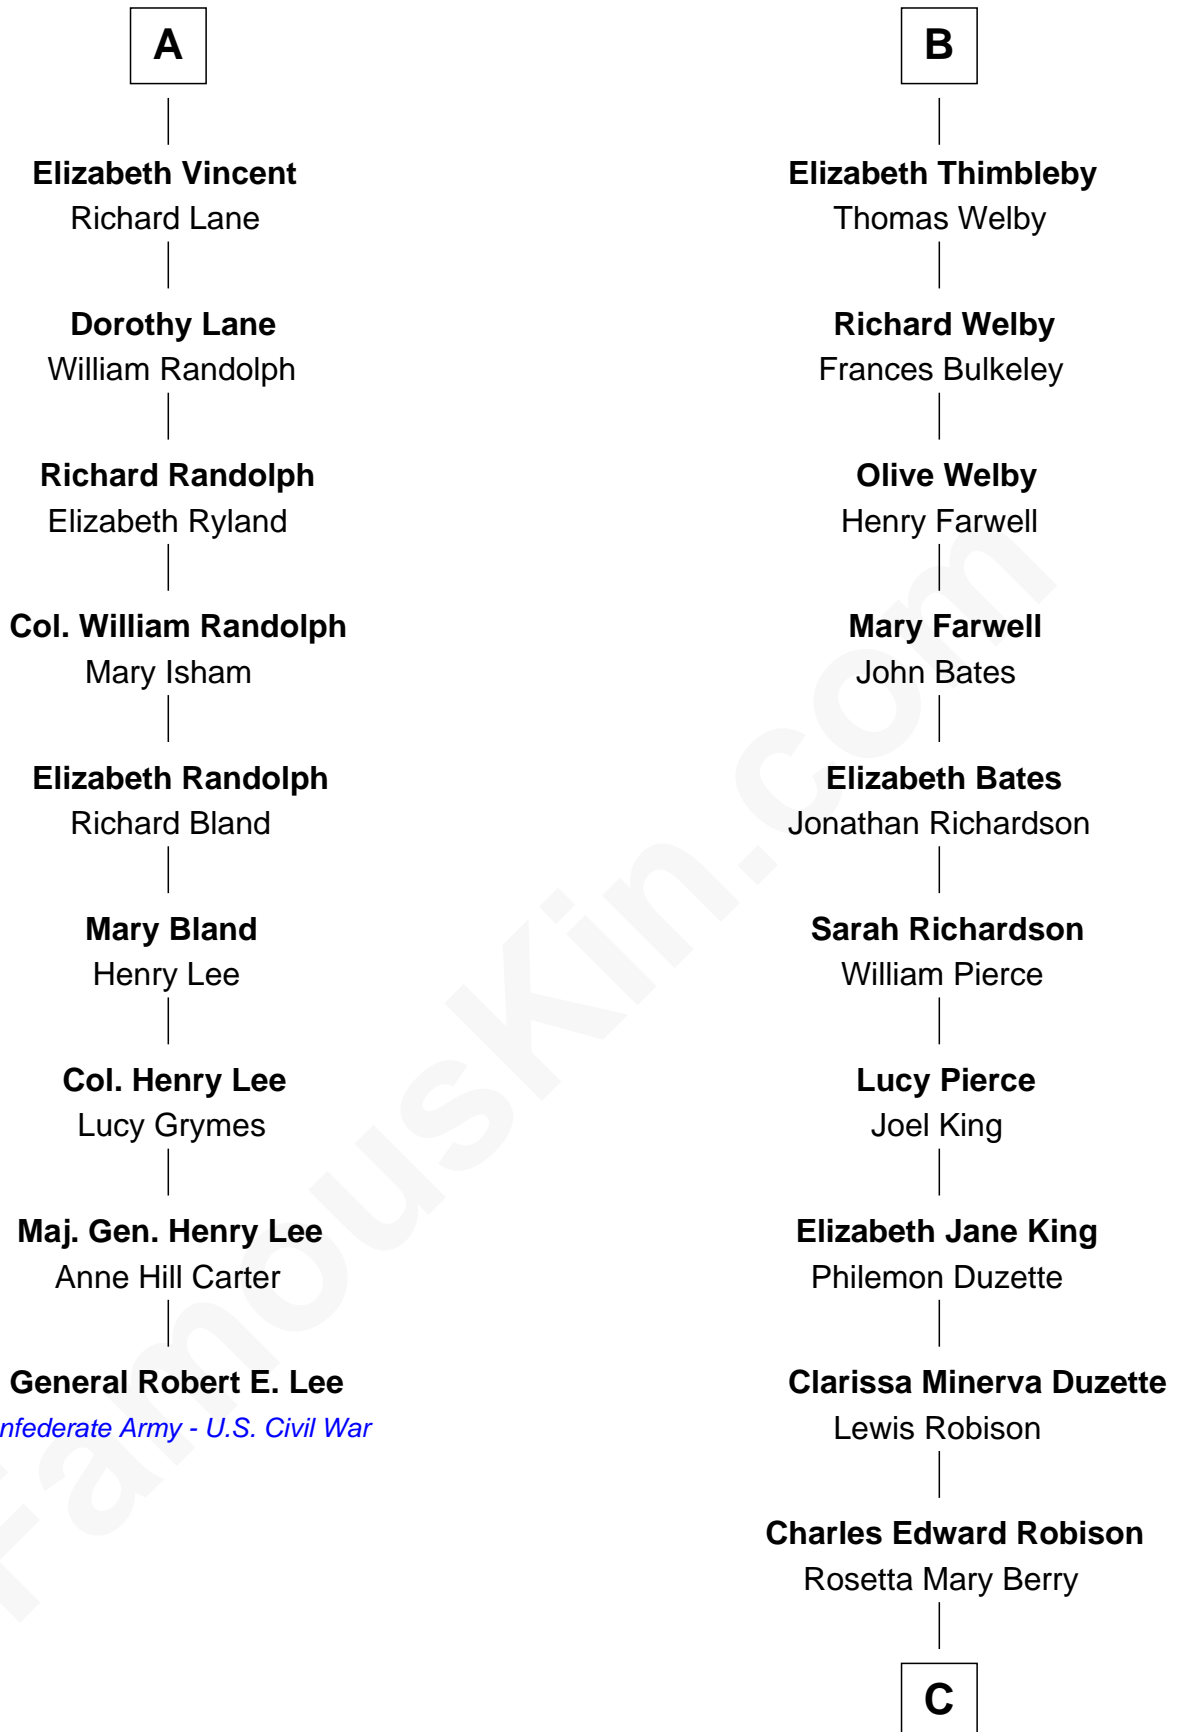 A
Elizabeth Vincent
Richard Lane
Dorothy Lane
William Randolph
Richard Randolph
Elizabeth Ryland
Col. William Randolph
Mary Isham
Elizabeth Randolph
Richard Bland
Mary Bland
Henry Lee
Col. Henry Lee
Lucy Grymes
Maj. Gen. Henry Lee
Anne Hill Carter
General Robert E. Lee
nfederate Army - U.S. Civil War
B
Elizabeth Thimbleby
Thomas Welby
Richard Welby
Frances Bulkeley
Olive Welby
Henry Farwell
Mary Farwell
John Bates
Elizabeth Bates
Jonathan Richardson
Sarah Richardson
William Pierce
Lucy Pierce
Joel King
Elizabeth Jane King
Philemon Duzette
Clarissa Minerva Duzette
Lewis Robison
Charles Edward Robison
Rosetta Mary Berry
C
FamousKin.com